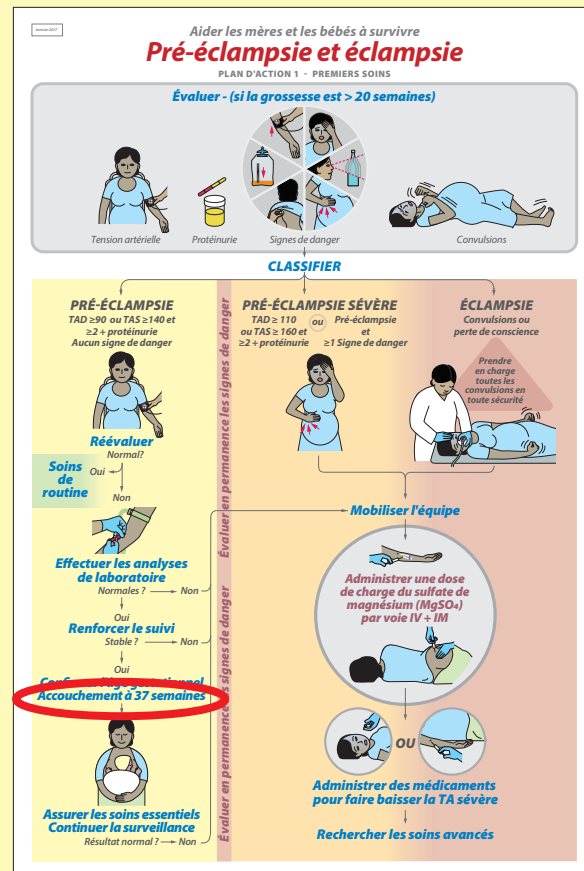 Janvier 2017
Aider les mères et les bébés à survivre
Pré-éclampsie et éclampsie
PLAN D'ACTION 1 - PREMIERS SOINS
Évaluer - (si la grossesse est > 20 semaines)
Tension artérielle
Protéinurie
Signes de danger
Convulsions
CLASSIFIER
PRÉ-ÉCLAMPSIE
TAD ≥90 ou TAS ≥140 et
≥2 + protéinurie
Aucun signe de danger
Réévaluer
Normal?
Oui
Soins
de
routine
Non
Effectuer les analyses
de laboratoire
Normales ? Non
Oui
Renforcer le suivi
Stable ? Non
Oui
l'âge gestationnel
Accouchement à 37 semaines
Assurer les soins essentiels
Continuer la surveillance
Résultat normal ? Non
Évaluer en permanence les signes de danger
Évaluer en permanence les signes de danger
PRÉ-ÉCLAMPSIE SÉVÈRE
TAD ≥ 110
ou TAS ≥ 160 et
≥2 + protéinurie
ou
Pré-éclampsie
et
≥1 Signe de danger
ÉCLAMPSIE
Convulsions ou
perte de conscience
Prendre
en charge
toutes les
convulsions en
toute sécurité
Mobiliser l'équipe
Administrer une dose
de charge du sulfate de
magnésium (MgSO₄)
par voie IV + IM
OU
Administrer des médicaments
pour faire baisser la TA sévère
Rechercher les soins avancés